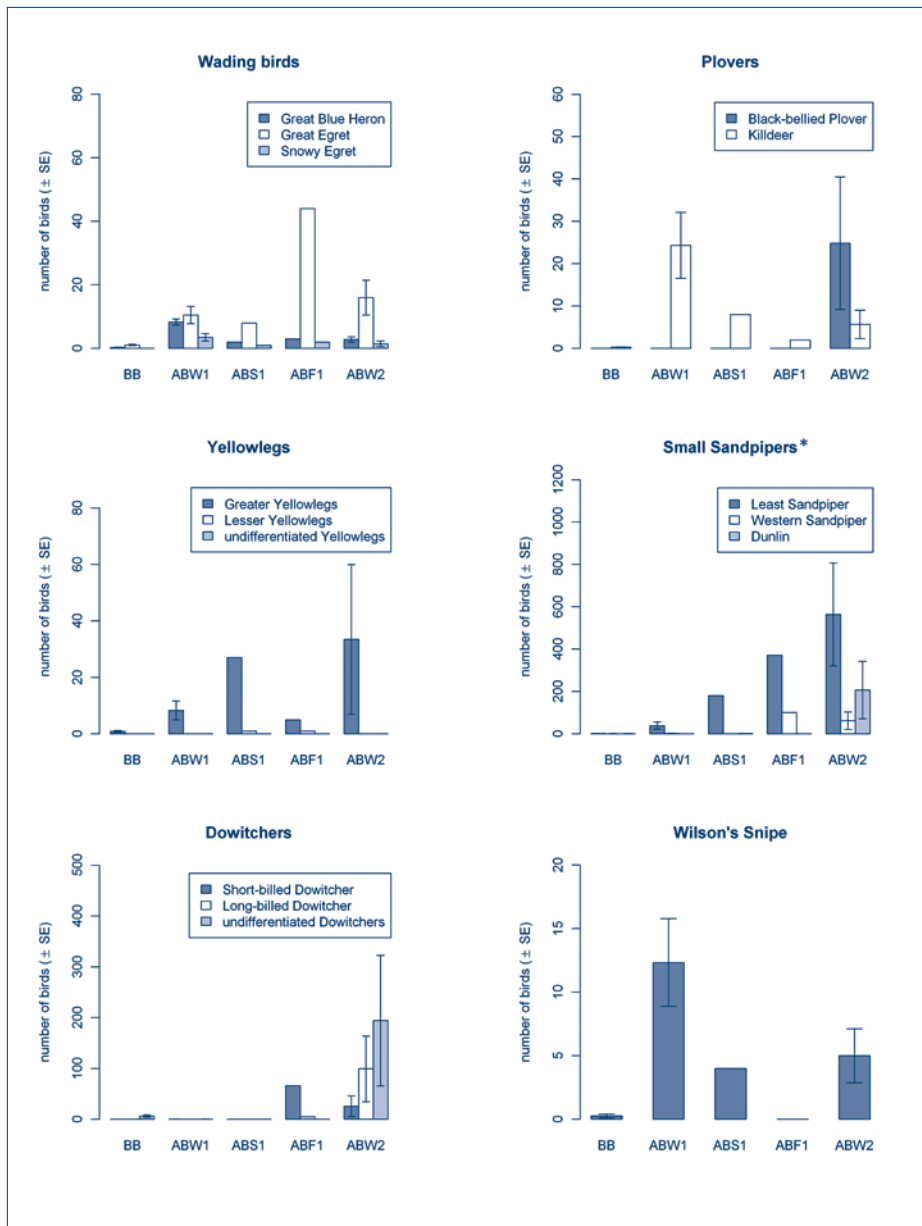 Wading birds
number of birds (± SE)
80
60
40
20
0
Great Blue Heron
Great Egret
Snowy Egret
BB ABW1 ABS1 ABF1 ABW2
Plovers
number of birds (± SE)
60
50
40
30
20
10
0
Black-bellied Plover
Killdeer
BB ABW1 ABS1 ABF1 ABW2
Yellowlegs
number of birds (± SE)
80
60
40
20
0
Greater Yellowlegs
Lesser Yellowlegs
undifferentiated Yellowlegs
BB ABW1 ABS1 ABF1 ABW2
Small Sandpipers*
number of birds (± SE)
1200
1000
800
600
400
200
0
Least Sandpiper
Western Sandpiper
Dunlin
BB ABW1 ABS1 ABF1 ABW2
Dowitchers
number of birds (± SE)
500
400
300
200
100
0
Short-billed Dowitcher
Long-billed Dowitcher
undifferentiated Dowitchers
BB ABW1 ABS1 ABF1 ABW2
Wilson's Snipe
number of birds (± SE)
20
15
10
5
0
BB ABW1 ABS1 ABF1 ABW2